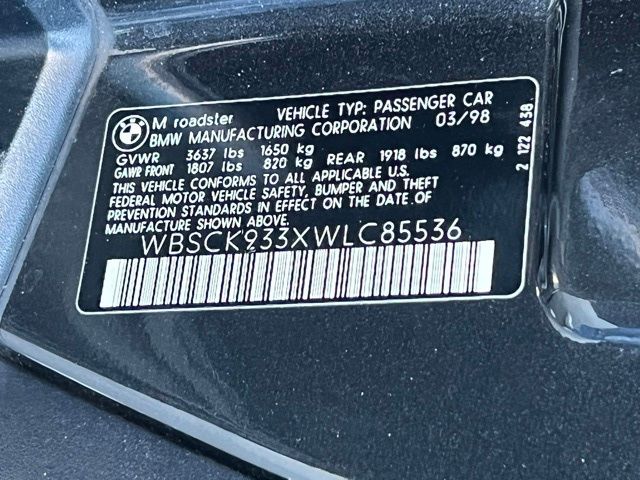 BMW
M roadster VEHICLE TYP: PASSENGER CAR
BMW MANUFACTURING CORPORATION 03/98
GVWR 3637 lbs 1650 kg
GAWR FRONT 1807 lbs 820 kg REAR 1918 lbs 870 kg
THIS VEHICLE CONFORMS TO ALL APPLICABLE
FEDERAL MOTOR VEHICLE SAFETY, BUMPER AND THEFT
PREVENTION STANDARDS IN EFFECT ON THE DATE OF
MANUFACTURE SHOWN ABOVE.
WBSCK933XWLC85536
2 122 438